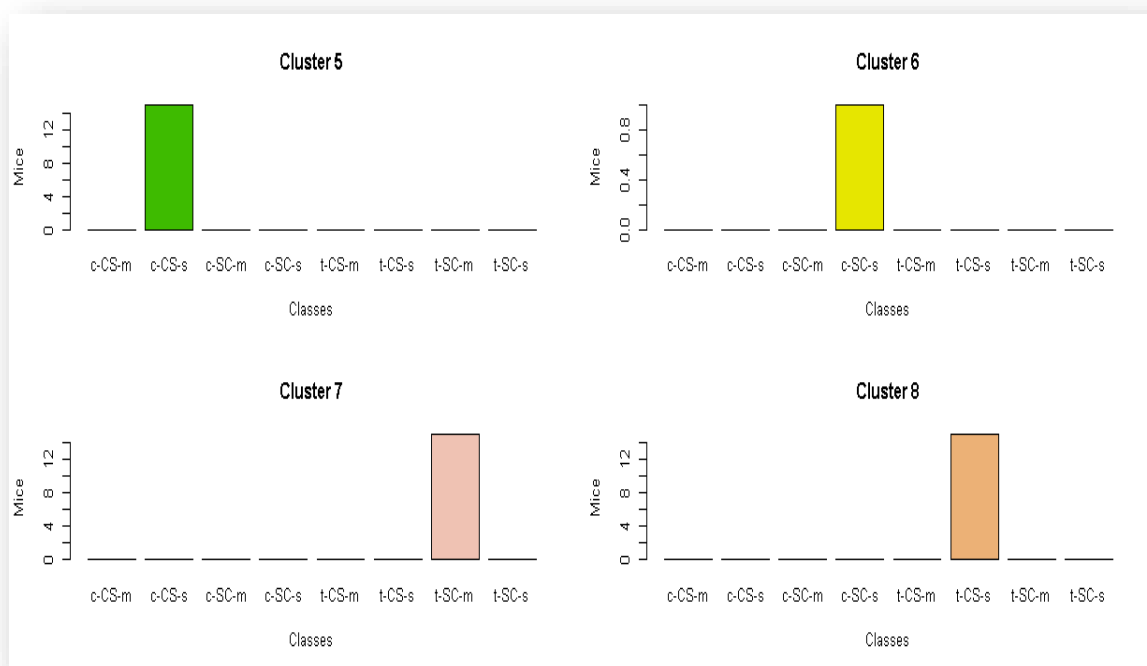 Cluster 5
Mice
12
8
4
0
c-CS-m c-CS-s c-SC-m c-SC-s t-CS-m t-CS-s t-SC-m t-SC-s
Classes
Cluster 6
Mice
0.8
0.4
0.0
c-CS-m c-CS-s c-SC-m c-SC-s t-CS-m t-CS-s t-SC-m t-SC-s
Classes
Cluster 7
Mice
12
8
4
0
c-CS-m c-CS-s c-SC-m c-SC-s t-CS-m t-CS-s t-SC-m t-SC-s
Classes
Cluster 8
Mice
12
8
4
0
c-CS-m c-CS-s c-SC-m c-SC-s t-CS-m t-CS-s t-SC-m t-SC-s
Classes